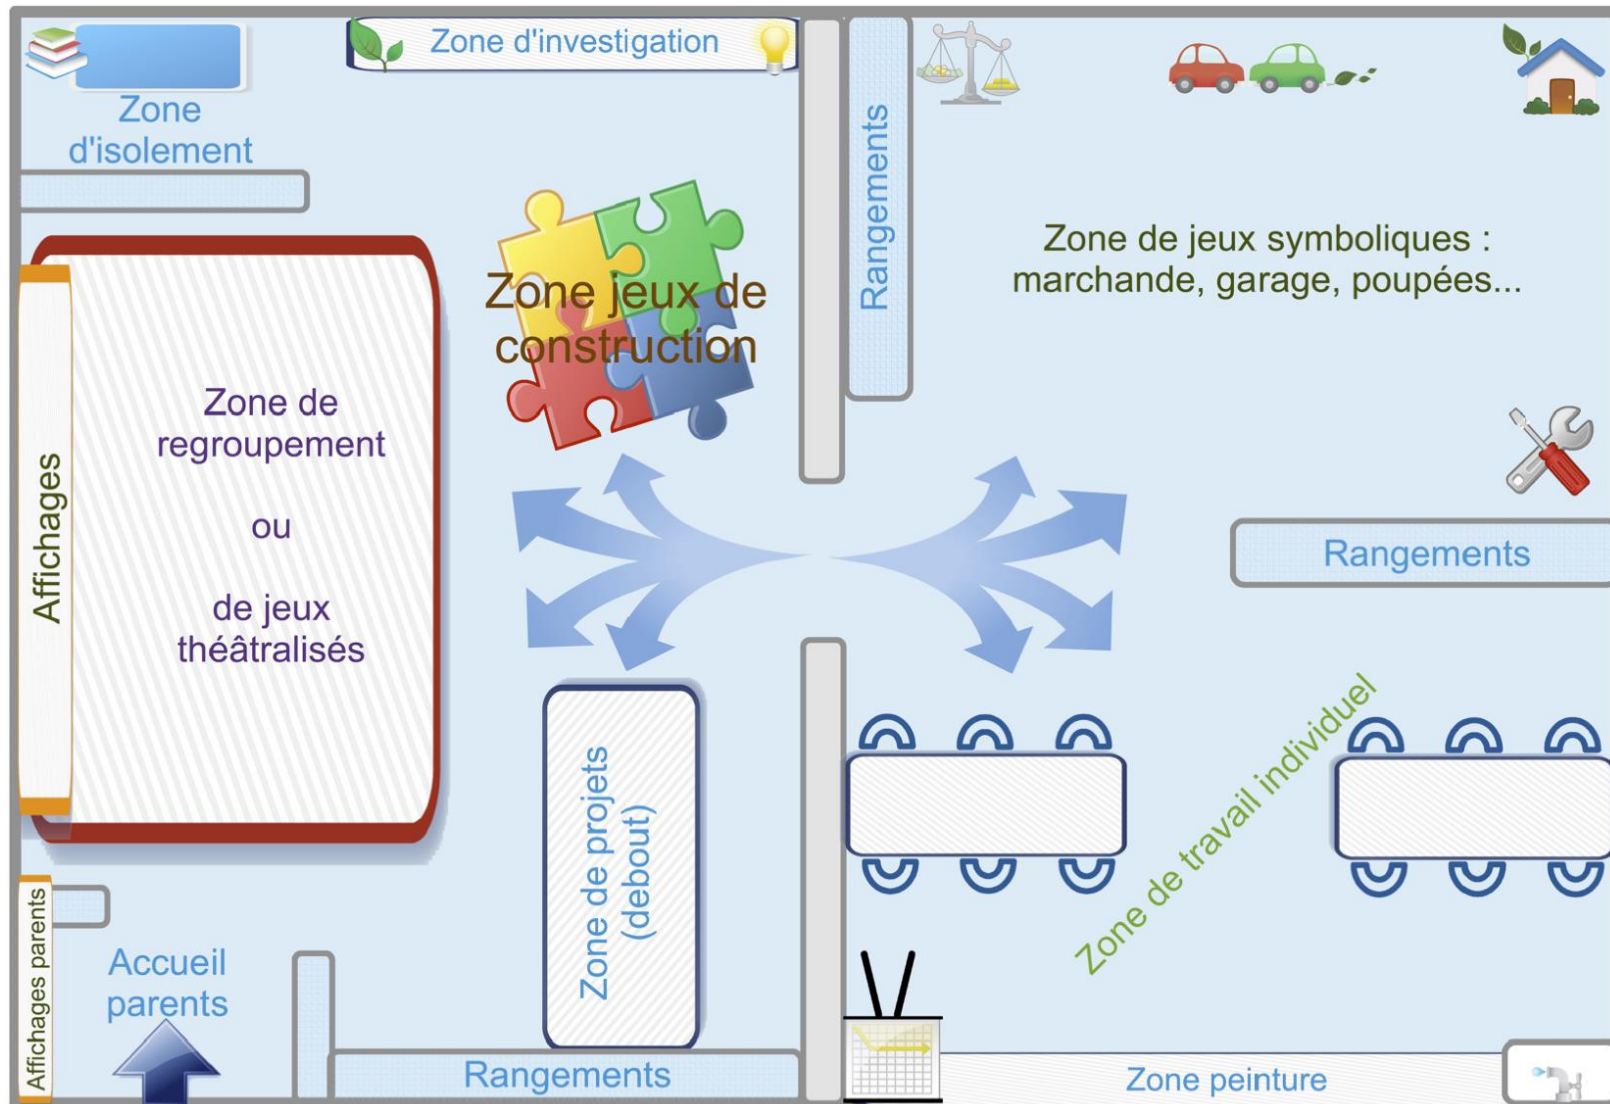 Zone d'investigation
Zone
d'isolement
Rangements
Zone de jeux symboliques :
marchande, garage, poupées...
Zone jeux de
construction
Affichages
Zone de
regroupement
ou
de jeux
théâtralisés
Rangements
Zone de projets
(debout)
Zone de travail individuel
Affichages parents
Accueil
parents
Rangements
Zone peinture